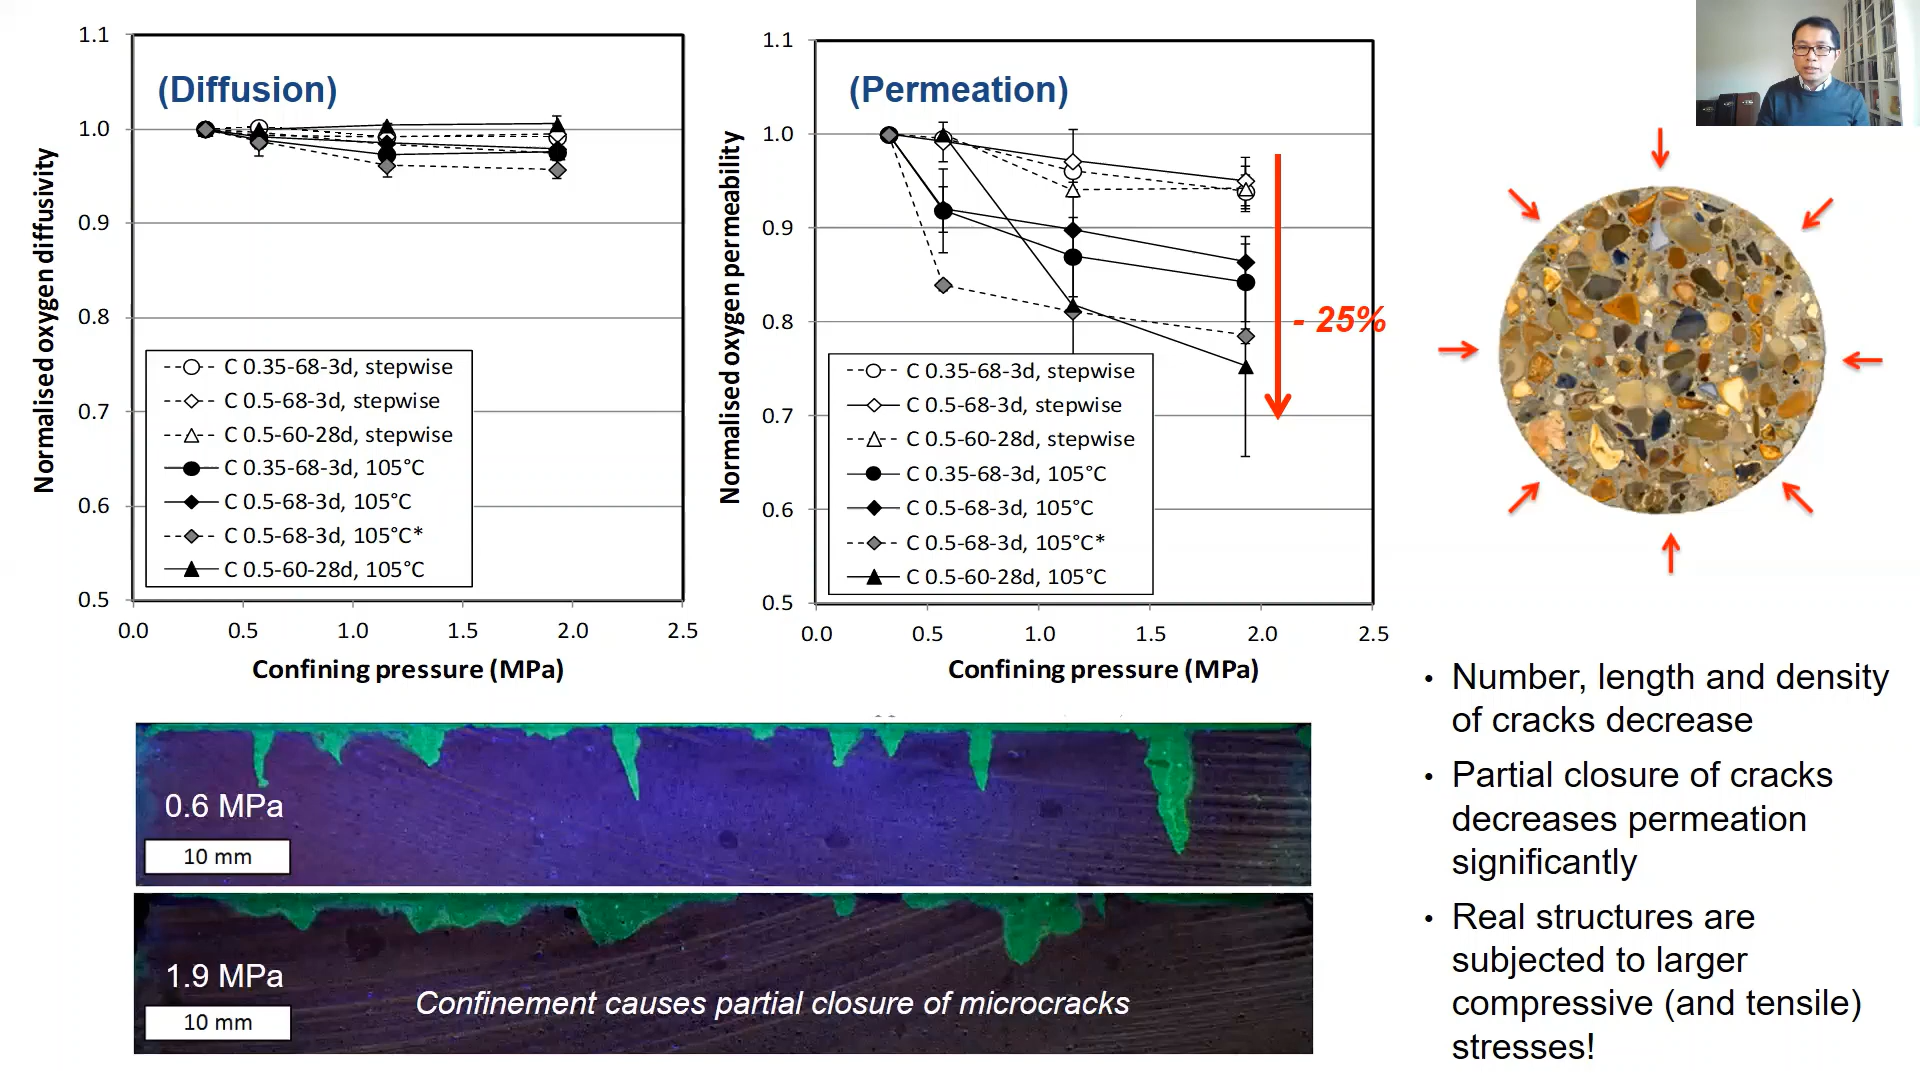 (Diffusion)
Normalised oxygen diffusivity
1.1
1.0
0.9
0.8
0.7
0.6
0.5
C 0.35-68-3d, stepwise
C 0.5-68-3d, stepwise
C 0.5-60-28d, stepwise
C 0.35-68-3d, 105°C
C 0.5-68-3d, 105°C
C 0.5-68-3d, 105°C*
C 0.5-60-28d, 105°C
0.0 0.5 1.0 1.5 2.0 2.5
Confining pressure (MPa)
(Permeation)
Normalised oxygen permeability
1.1
1.0
0.9
0.8
0.7
0.6
0.5
- 25%
C 0.35-68-3d, stepwise
C 0.5-68-3d, stepwise
C 0.5-60-28d, stepwise
C 0.35-68-3d, 105°C
C 0.5-68-3d, 105°C
C 0.5-68-3d, 105°C*
C 0.5-60-28d, 105°C
0.0 0.5 1.0 1.5 2.0 2.5
Confining pressure (MPa)
0.6 MPa
10 mm
1.9 MPa
10 mm
Confinement causes partial closure of microcracks
• Number, length and density
of cracks decrease
• Partial closure of cracks
decreases permeation
significantly
• Real structures are
subjected to larger
compressive (and tensile)
stresses!